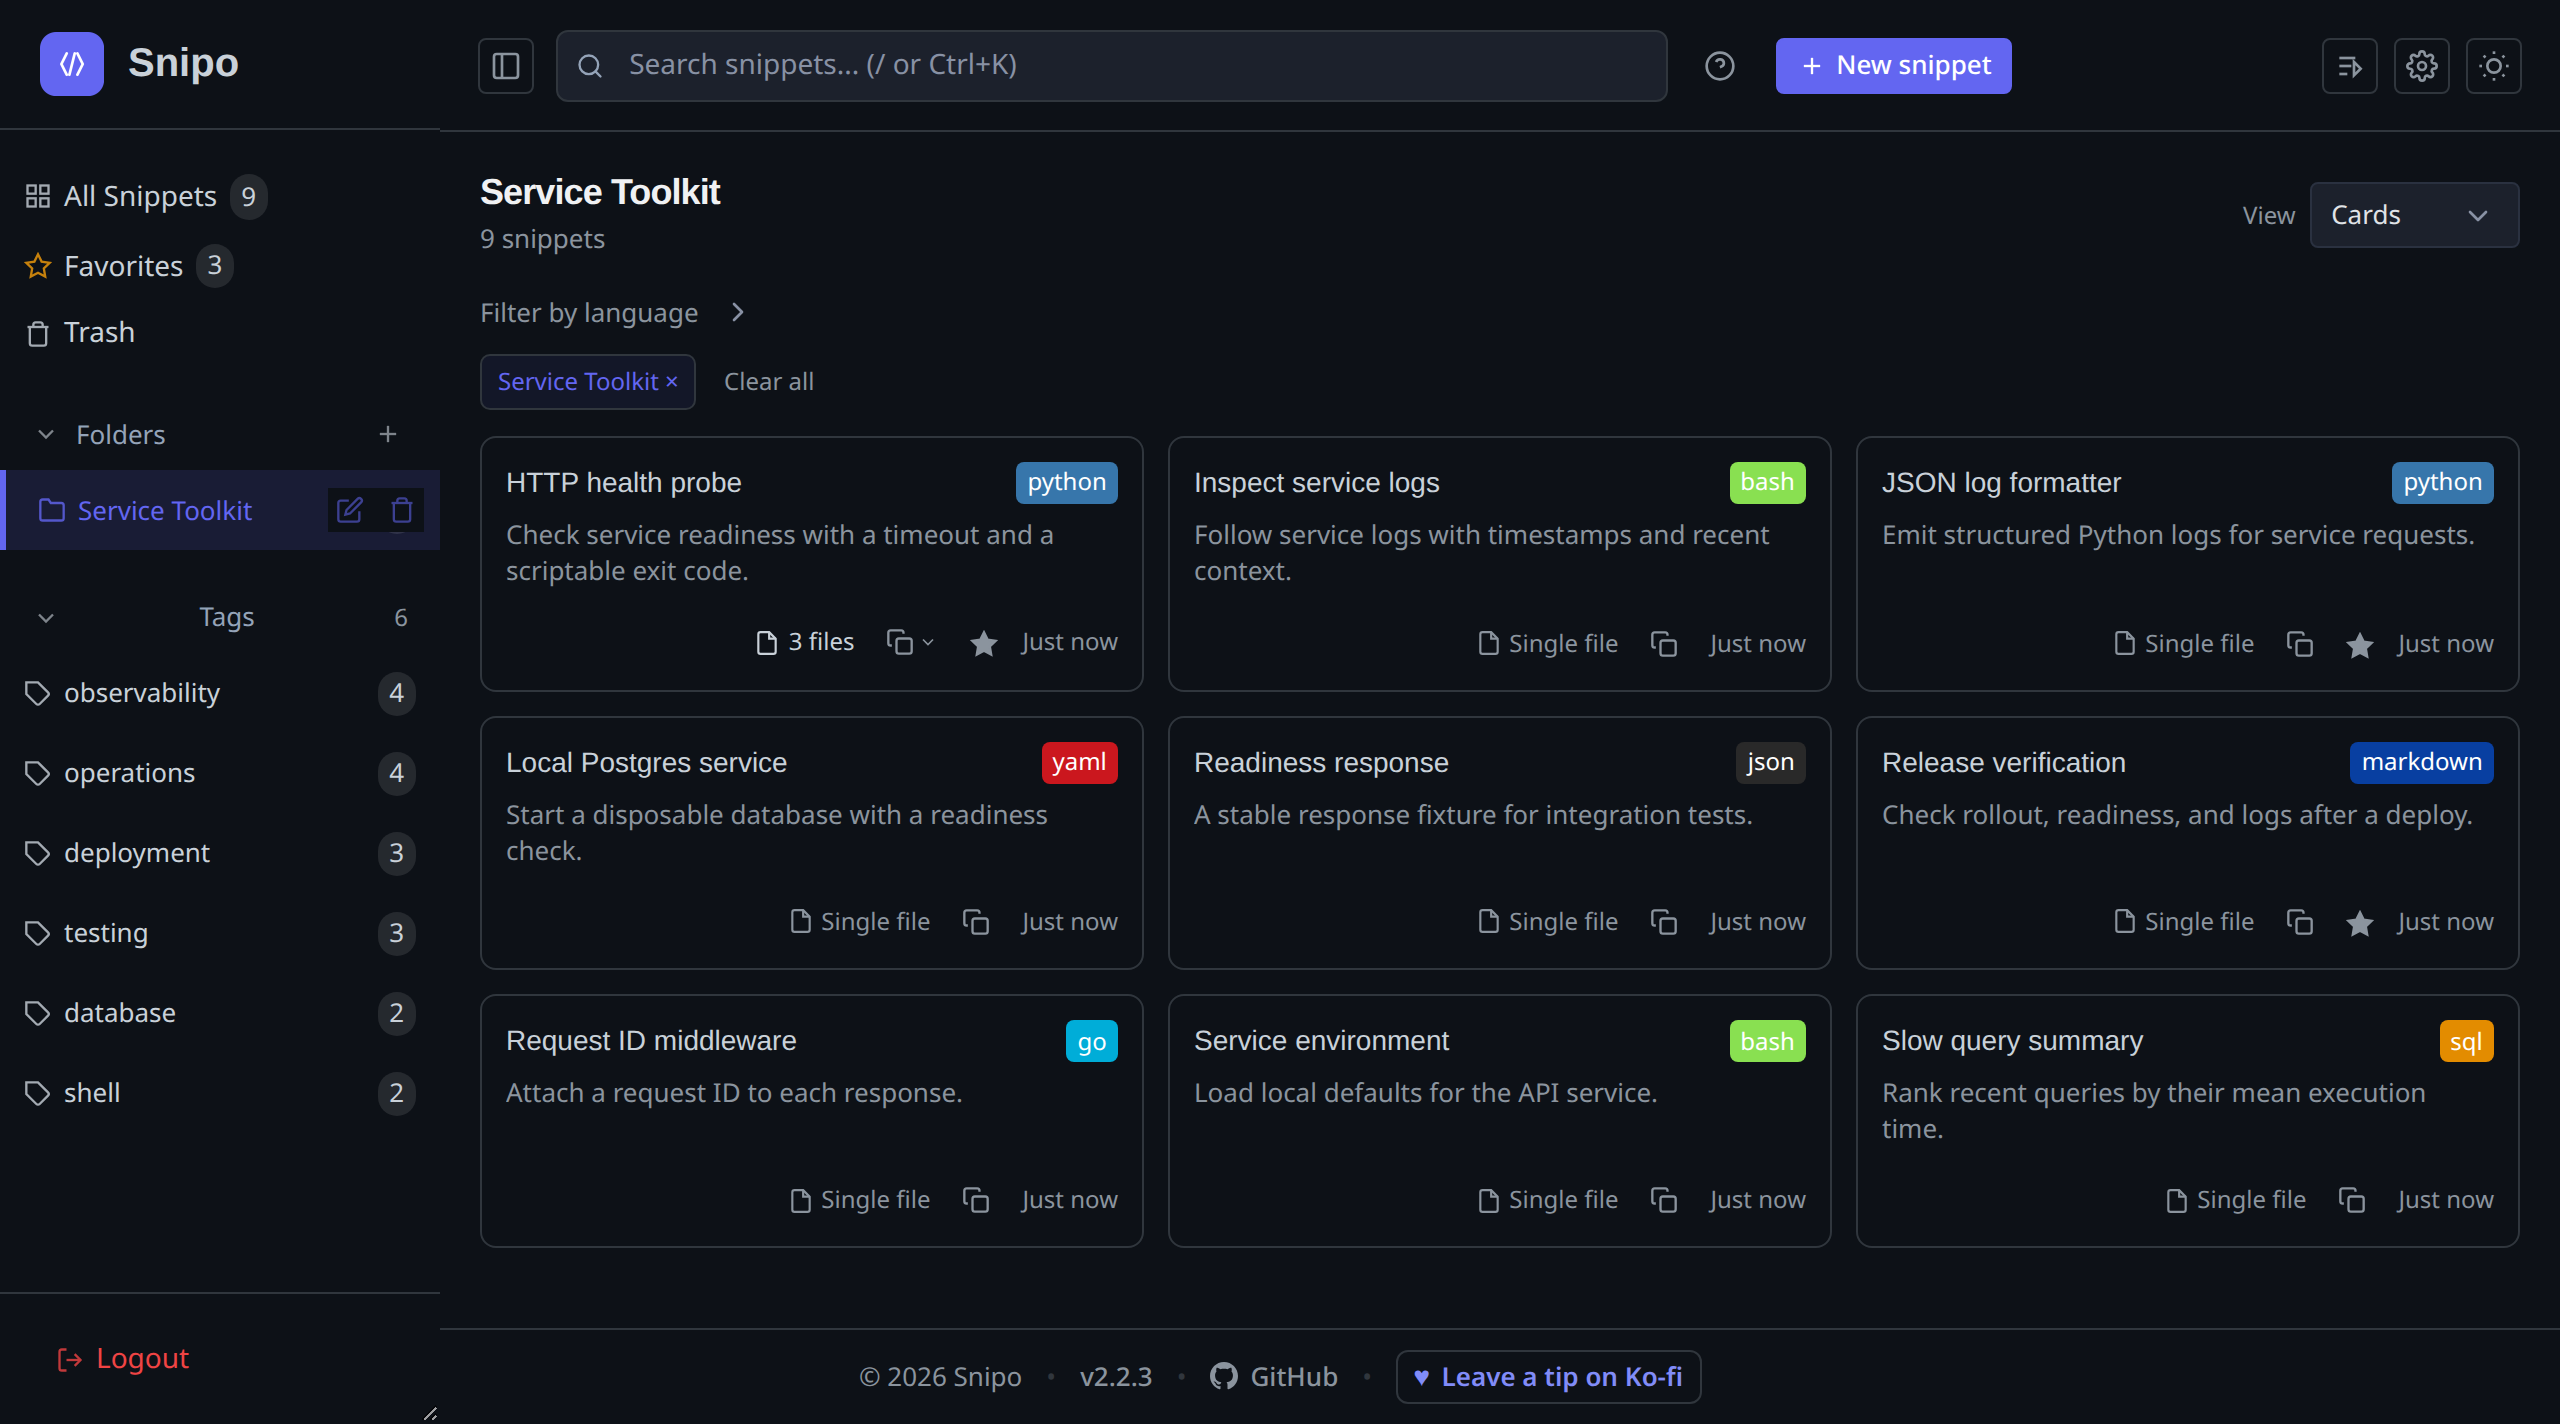 Snipo
Search snippets... (/ or Ctrl+K)
New snippet
All Snippets 9
Favorites 3
Trash
Folders
Service Toolkit
Tags 6
observability 4
operations 4
deployment 3
testing 3
database 2
shell 2
Logout
Service Toolkit
9 snippets
View Cards
Filter by language
Service Toolkit × Clear all
HTTP health probe python
Check service readiness with a timeout and a
scriptable exit code.
3 files Just now
Inspect service logs bash
Follow service logs with timestamps and recent
context.
Single file Just now
JSON log formatter python
Emit structured Python logs for service requests.
Single file Just now
Local Postgres service yaml
Start a disposable database with a readiness
check.
Single file Just now
Readiness response json
A stable response fixture for integration tests.
Single file Just now
Release verification markdown
Check rollout, readiness, and logs after a deploy.
Single file Just now
Request ID middleware go
Attach a request ID to each response.
Single file Just now
Service environment bash
Load local defaults for the API service.
Single file Just now
Slow query summary sql
Rank recent queries by their mean execution
time.
Single file Just now
© 2026 Snipo • v2.2.3 • GitHub • ♥ Leave a tip on Ko-fi